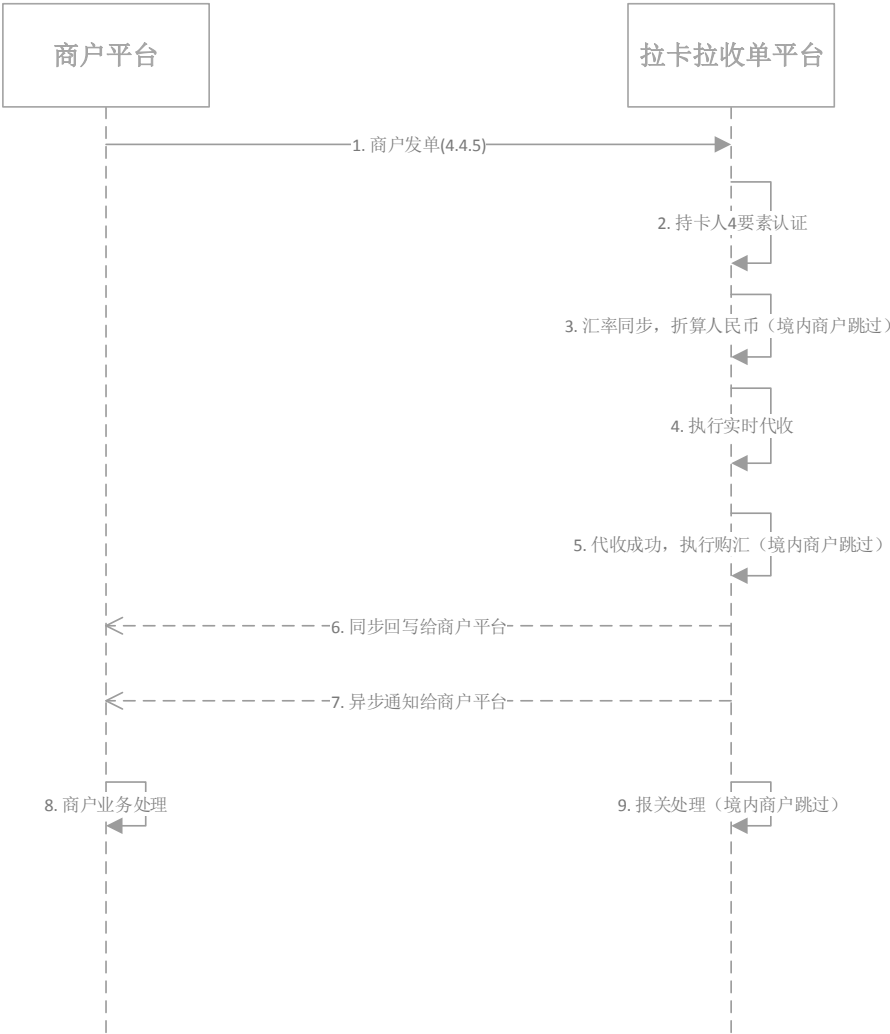 商户平台
拉卡拉收单平台
1. 商户发单(4.4.5)
2. 持卡人4要素认证
3. 汇率同步，折算人民币（境内商户跳过）
4. 执行实时代收
5. 代收成功，执行购汇（境内商户跳过）
6. 同步回写给商户平台
7. 异步通知给商户平台
8. 商户业务处理
9. 报关处理（境内商户跳过）